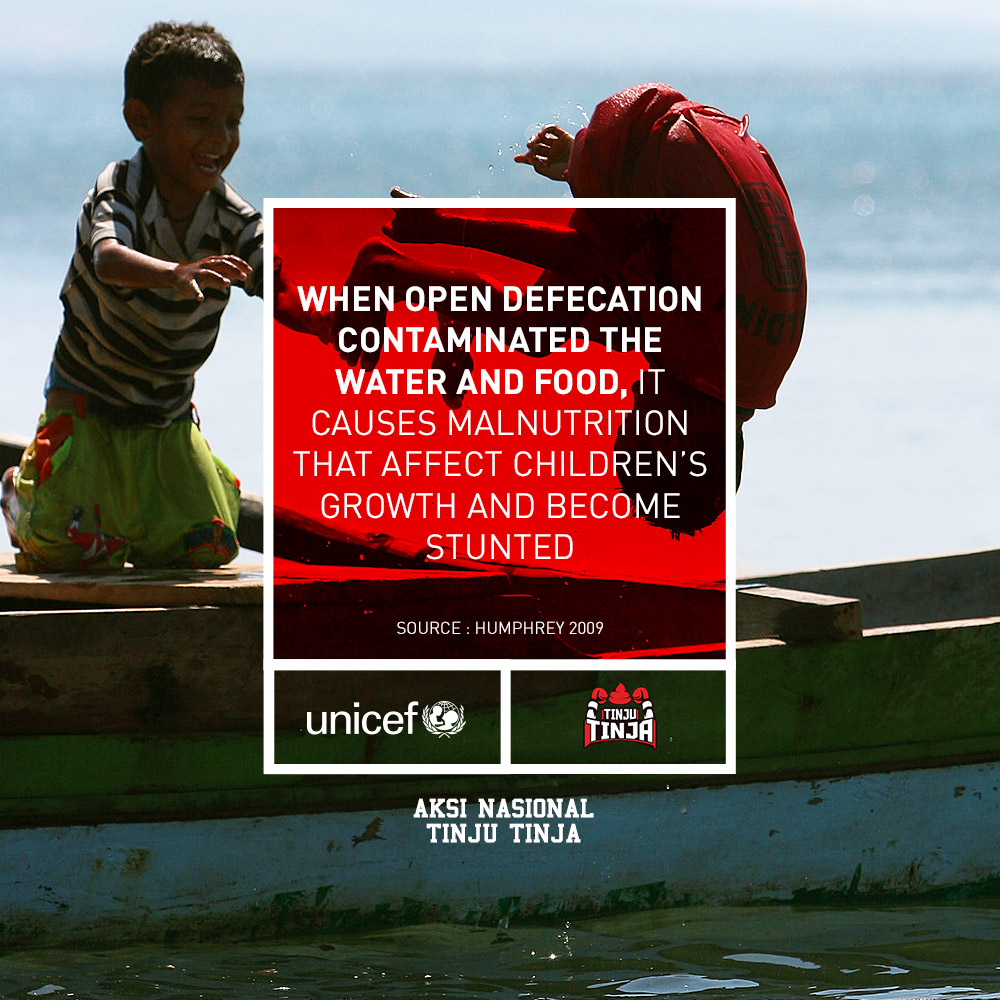 WHEN OPEN DEFECATION
CONTAMINATED THE
WATER AND FOOD, IT
CAUSES MALNUTRITION
THAT AFFECT CHILDREN'S
GROWTH AND BECOME
STUNTED
SOURCE : HUMPHREY 2009
unicef
TINJU
TINJA
AKSI NASIONAL
TINJU TINJA